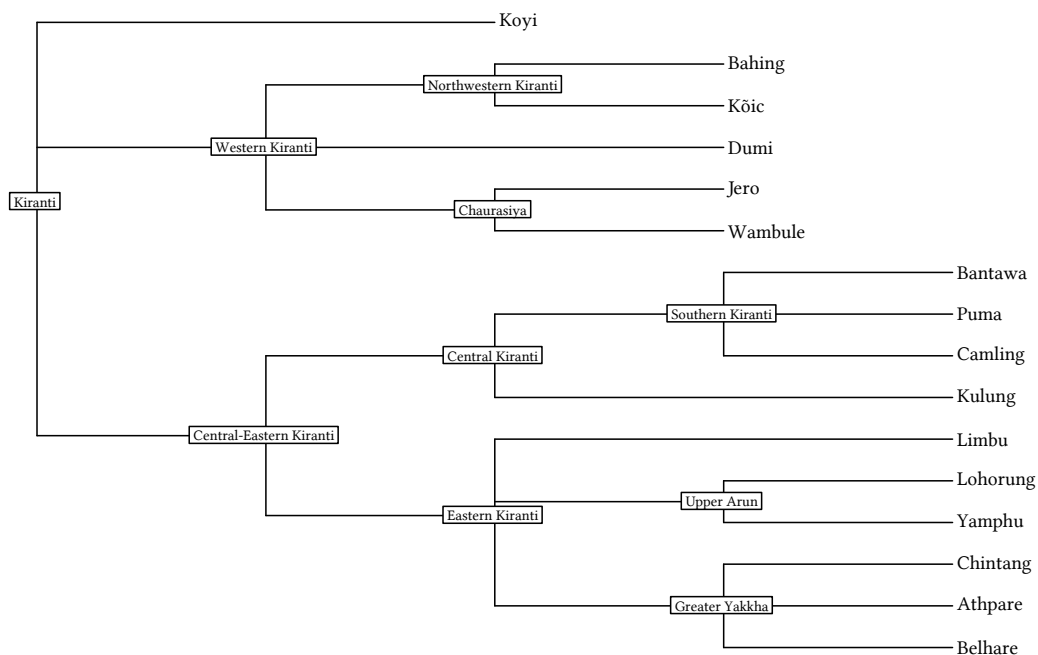 Koyi
Bahing
Northwestern Kiranti
Kõic
Western Kiranti
Dumi
Jero
Kiranti
Chaurasiya
Wambule
Bantawa
Southern Kiranti
Puma
Central Kiranti
Camling
Kulung
Central-Eastern Kiranti
Limbu
Lohorung
Upper Arun
Eastern Kiranti
Yamphu
Chintang
Greater Yakkha
Athpare
Belhare